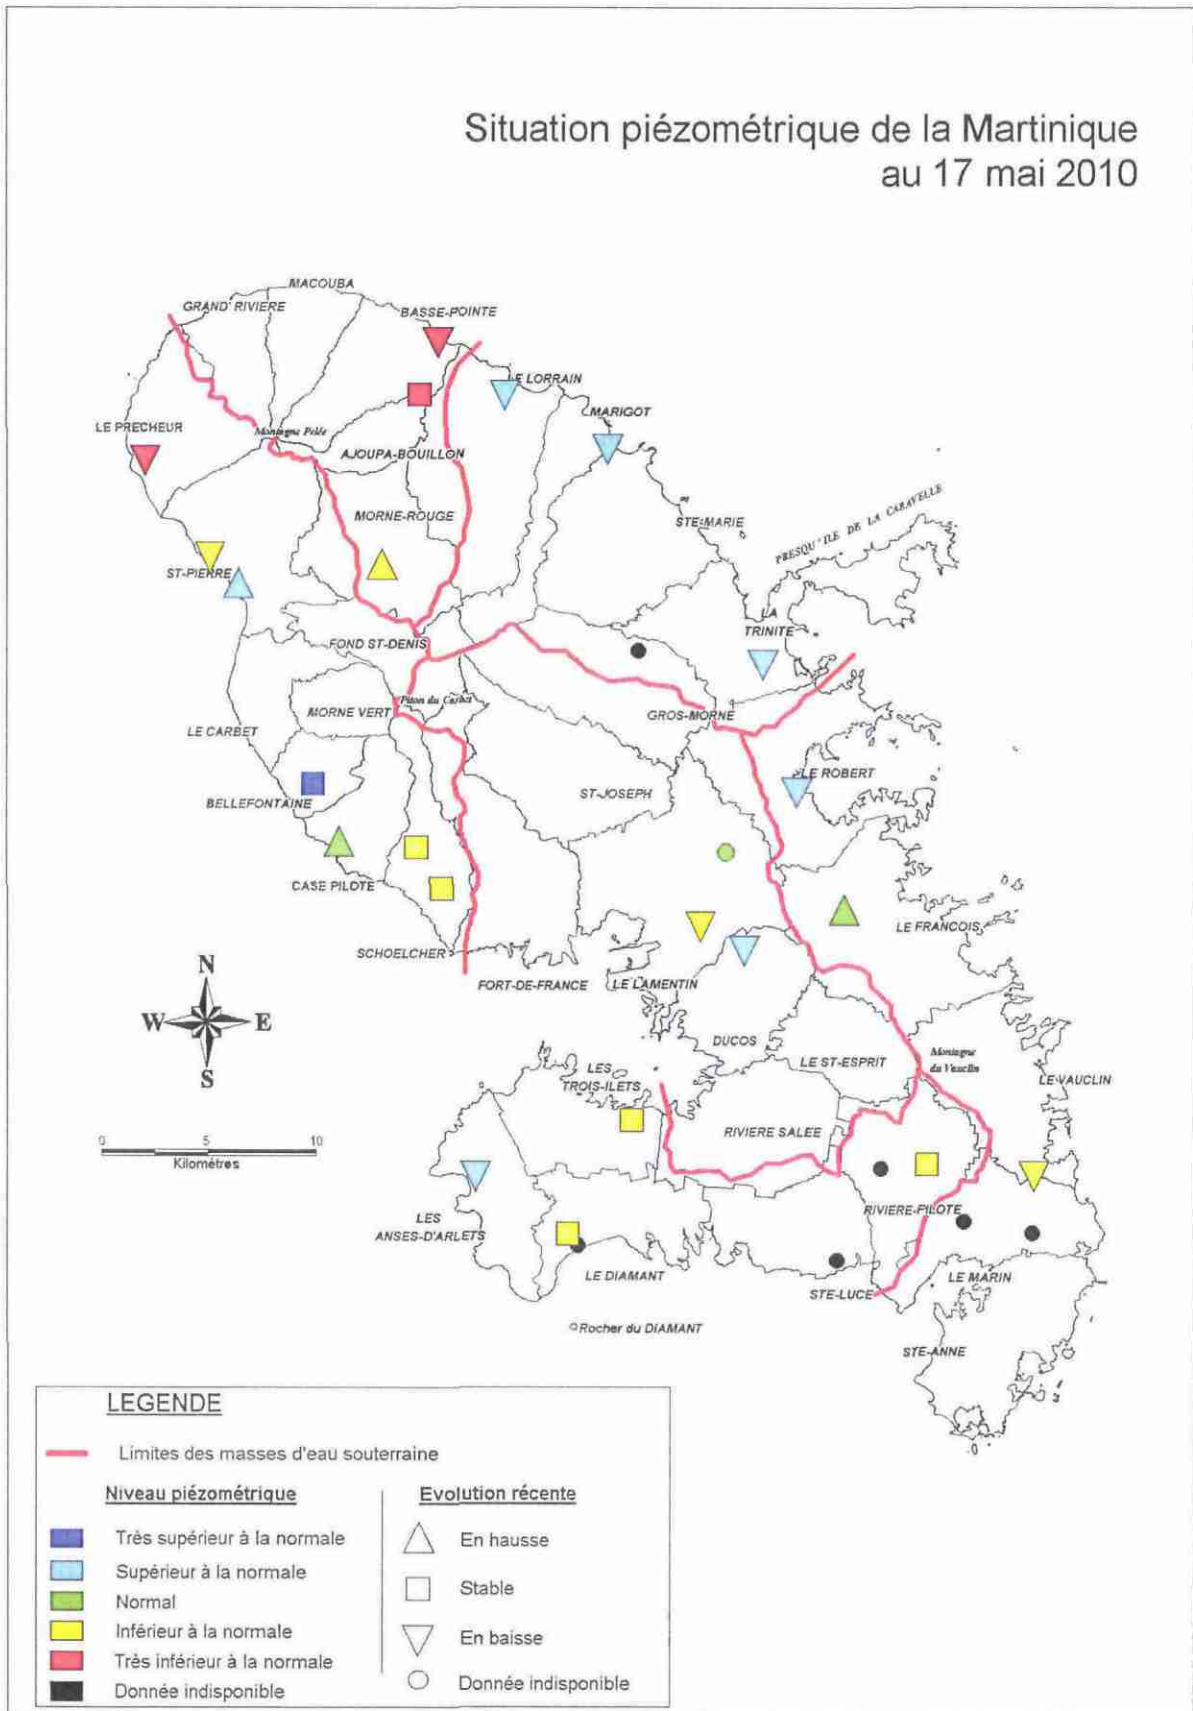 Situation piézométrique de la Martinique
au 17 mai 2010
MACOUBA
GRAND' RIVIERE
BASSE-POINTE
LE LORRAIN
MARIGOT
LE PRECHEUR
Montagne Pelée
AJOUPA-BOUILLON
MORNE-ROUGE
STE-MARIE
PRESQU'ILE DE LA CARAVELLE
ST-PIERRE
LA
TRINITE
FOND ST-DENIS
Piton du Carbet
MORNE VERT
GROS-MORNE
LE CARBET
LE ROBERT
ST-JOSEPH
BELLEFONTAINE
CASE PILOTE
LE FRANCOIS
SCHOELCHER
FORT-DE-FRANCE
LE LAMENTIN
N
W
E
S
DUCOS
LE ST-ESPRIT
Montagne
du Vauclin
LES
TROIS-ILETS
LE VAUCLIN
RIVIERE SALEE
0 5 10
Kilomètres
RIVIERE-PILOTE
LES
ANSES-D'ARLETS
LE DIAMANT
LE MARIN
STE-LUCE
Rocher du DIAMANT
STE-ANNE
LEGENDE
Limites des masses d'eau souterraine
Niveau piézométrique
Très supérieur à la normale
Supérieur à la normale
Normal
Inférieur à la normale
Très inférieur à la normale
Donnée indisponible
Evolution récente
En hausse
Stable
En baisse
Donnée indisponible